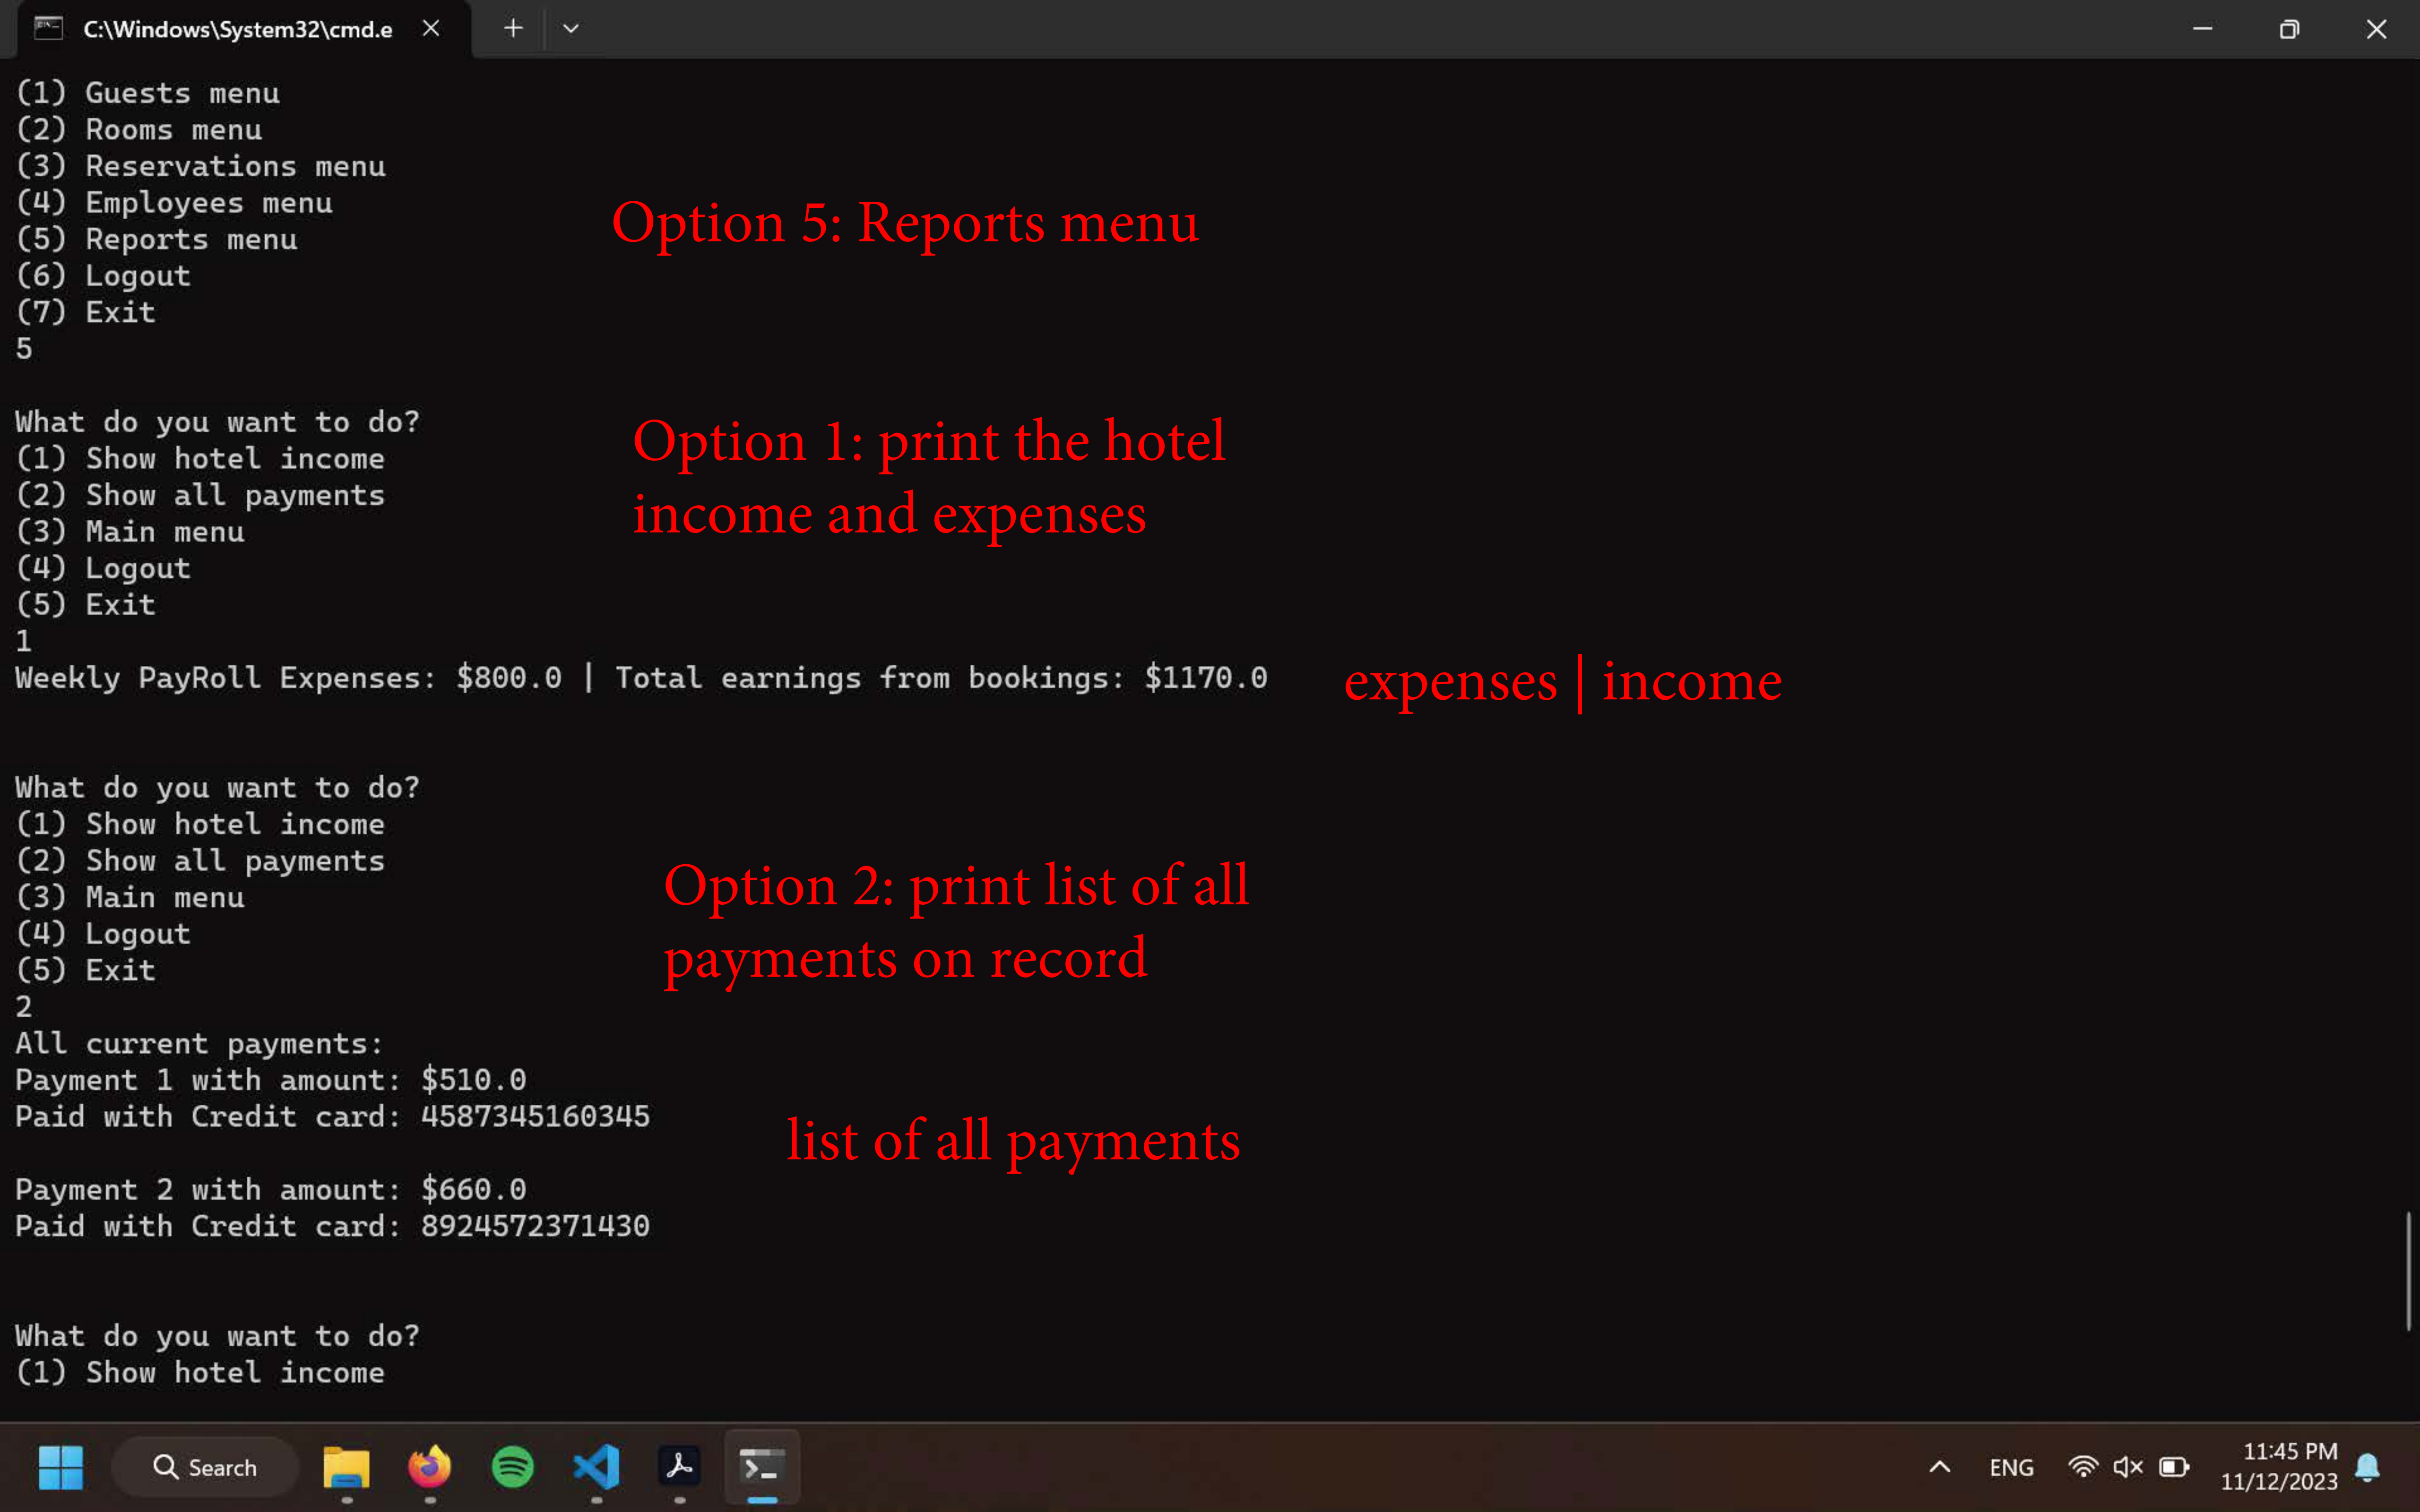 C:\Windows\System32\cmd.e
(1) Guests menu
(2) Rooms menu
(3) Reservations menu
(4) Employees menu
(5) Reports menu
(6) Logout
(7) Exit
5
Option 5: Reports menu
What do you want to do?
(1) Show hotel income
(2) Show all payments
(3) Main menu
(4) Logout
(5) Exit
1
Option 1: print the hotel
income and expenses
Weekly PayRoll Expenses: $800.0 | Total earnings from bookings: $1170.0
expenses | income
What do you want to do?
(1) Show hotel income
(2) Show all payments
(3) Main menu
(4) Logout
(5) Exit
2
Option 2: print list of all
payments on record
All current payments:
Payment 1 with amount: $510.0
Paid with Credit card: 4587345160345
list of all payments
Payment 2 with amount: $660.0
Paid with Credit card: 8924572371430
What do you want to do?
(1) Show hotel income
Search
ENG
11:45 PM
11/12/2023